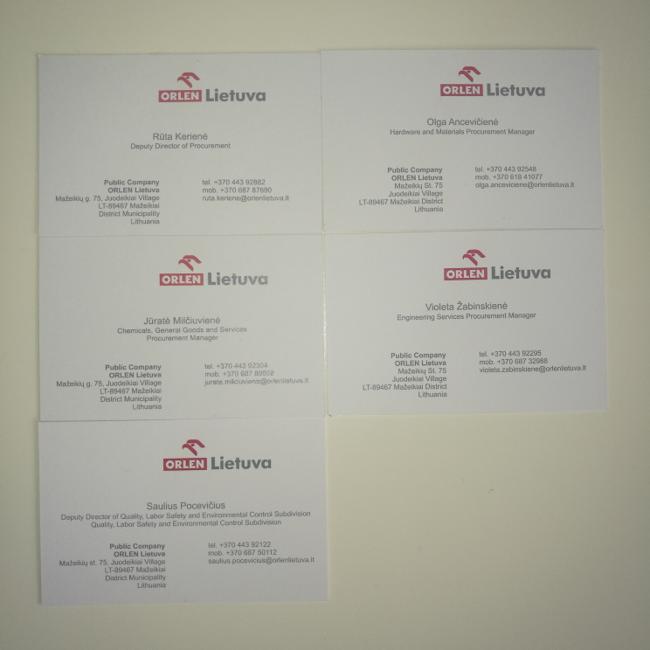 ORLEN Lietuva
Rūta Kerienė
Deputy Director of Procurement
Public Company
ORLEN Lietuva
Mažeikių g. 75, Juodeikiai Village
LT-89467 Mažeikiai
District Municipality
Lithuania
tel. +370 443 92882
mob. +370 687 87690
ruta.keriene@orlenlietuva.lt
ORLEN Lietuva
Olga Ancevičienė
Hardware and Materials Procurement Manager
Public Company
ORLEN Lietuva
Mažeikių St. 75
Juodeikiai Village
LT-89467 Mažeikiai District
Lithuania
tel. +370 443 92548
mob. +370 618 41077
olga.anceviciene@orlenlietuva.lt
ORLEN Lietuva
Jūratė Milčiuvienė
Chemicals, General Goods and Services
Procurement Manager
Public Company
ORLEN Lietuva
Mažeikių g. 75, Juodeikiai Village
LT-89467 Mažeikiai
District Municipality
Lithuania
tel. +370 443 92304
mob. +370 687
jurate.milciuviene@orlenlietuva.lt
ORLEN Lietuva
Violeta Žabinskienė
Engineering Services Procurement Manager
Public Company
ORLEN Lietuva
Mažeikių St. 75
Juodeikiai Village
LT-89467 Mažeikiai District
Lithuania
tel. +370 443 92295
mob. +370 687 32988
violeta.zabinskiene@orlenlietuva.lt
ORLEN Lietuva
Saulius Pocevičius
Deputy Director of Quality, Labor Safety and Environmental Control Subdivision
Quality, Labor Safety and Environmental Control Subdivision
Public Company
ORLEN Lietuva
Mažeikių st. 75, Juodeikiai Village
LT-89467 Mažeikiai
District Municipality
Lithuania
tel. +370 443 92122
mob. +370 687 50112
saulius.pocevicius@orlenlietuva.lt